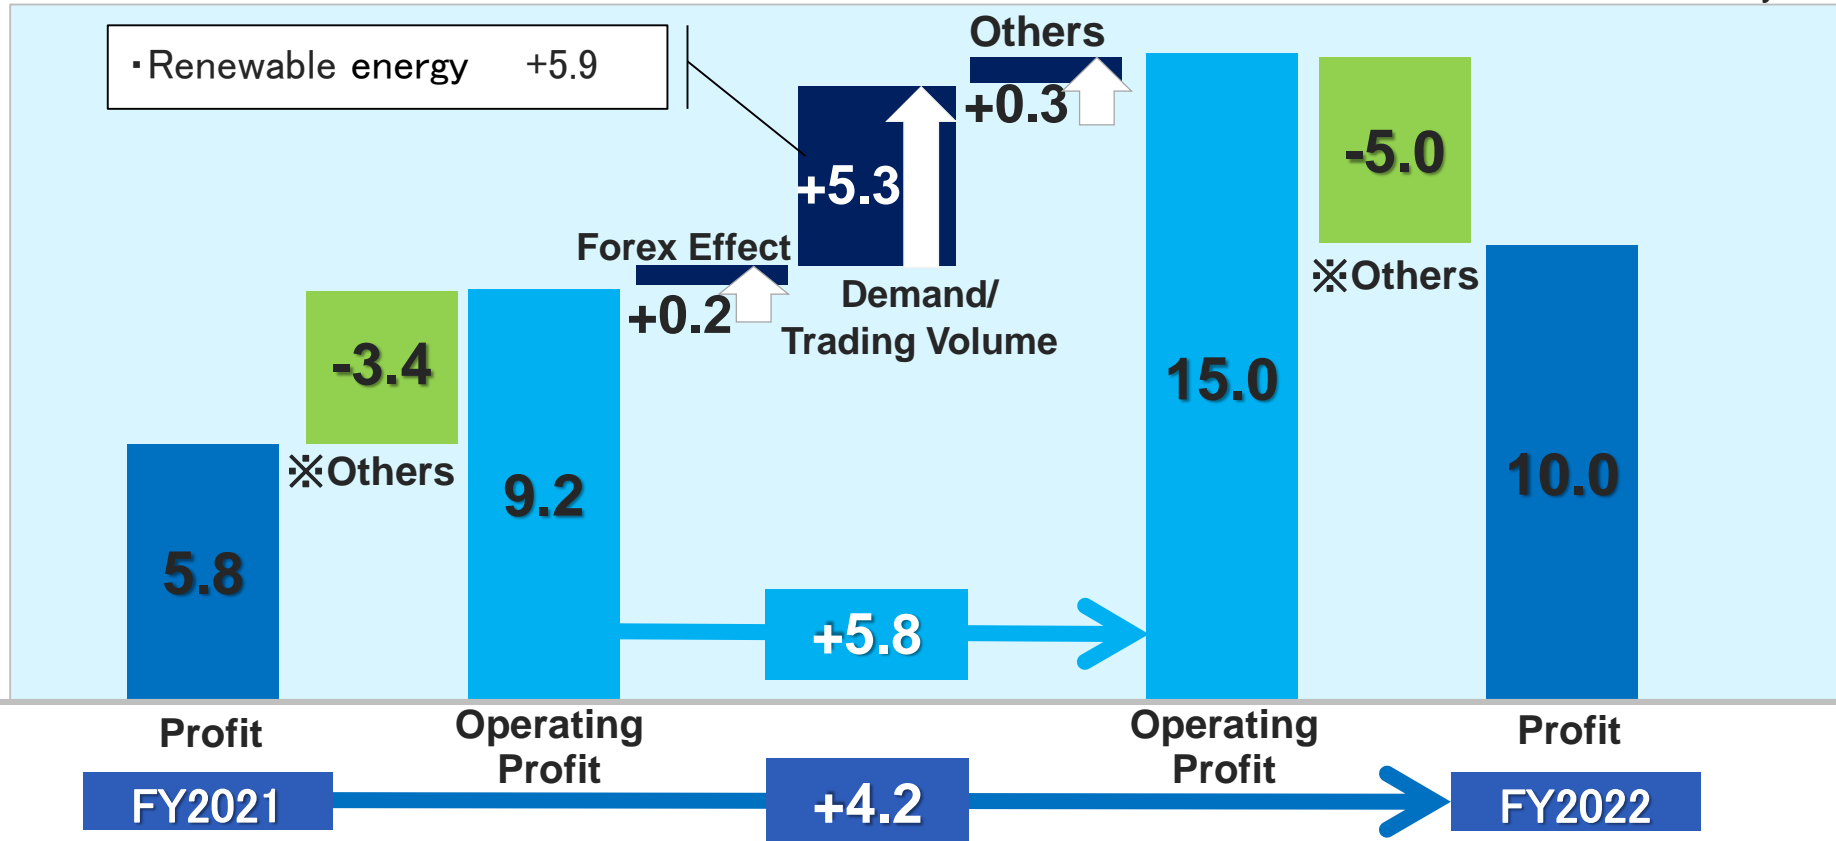 ・Renewable energy +5.9
Others
+0.3
+5.3
Forex Effect
+0.2
Demand/
Trading Volume
-3.4
※Others
5.8
9.2
15.0
-5.0
※Others
10.0
+5.8
Profit
Operating
Profit
Operating
Profit
Profit
FY2021
+4.2
FY2022